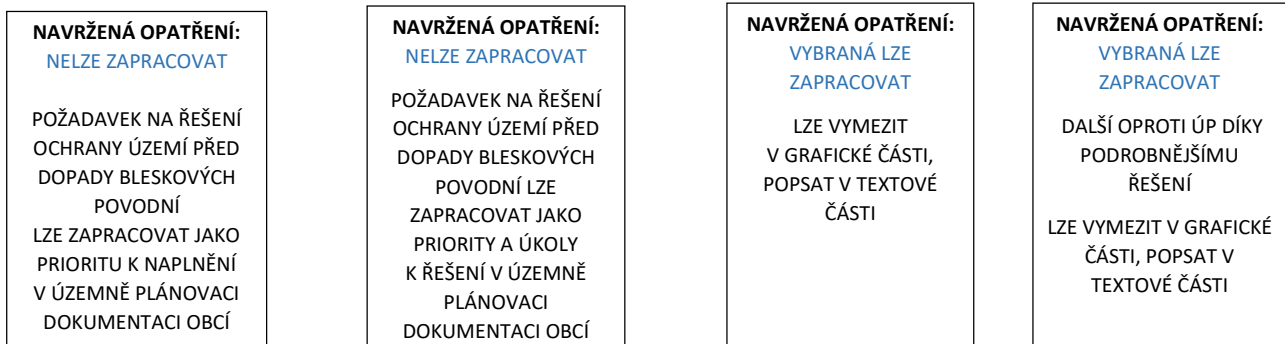 NAVRŽENÁ OPATŘENÍ:
NELZE ZAPRACOVAT
POŽADAVEK NA ŘEŠENÍ
OCHRANY ÚZEMÍ PŘED
DOPADY BLESKOVÝCH
POVODNÍ
LZE ZAPRACOVAT JAKO
PRIORITU K NAPLNĚNÍ
V ÚZEMNĚ PLÁNOVACI
DOKUMENTACI OBCÍ
NAVRŽENÁ OPATŘENÍ:
NELZE ZAPRACOVAT
POŽADAVEK NA ŘEŠENÍ
OCHRANY ÚZEMÍ PŘED
DOPADY BLESKOVÝCH
POVODNÍ LZE
ZAPRACOVAT JAKO
PRIORITY A ÚKOLY
K ŘEŠENÍ V ÚZEMNĚ
PLÁNOVACI
DOKUMENTACI OBCÍ
NAVRŽENÁ OPATŘENÍ:
VYBRANÁ LZE
ZAPRACOVAT
LZE VYMEZIT
V GRAFICKÉ ČÁSTI,
POPSAT V TEXTOVÉ
ČÁSTI
NAVRŽENÁ OPATŘENÍ:
VYBRANÁ LZE
ZAPRACOVAT
DALŠÍ OPROTI ÚP DÍKY
PODROBNĚJŠÍMU
ŘEŠENÍ
LZE VYMEZIT V GRAFICKÉ
ČÁSTI, POPSAT V
TEXTOVÉ ČÁSTI